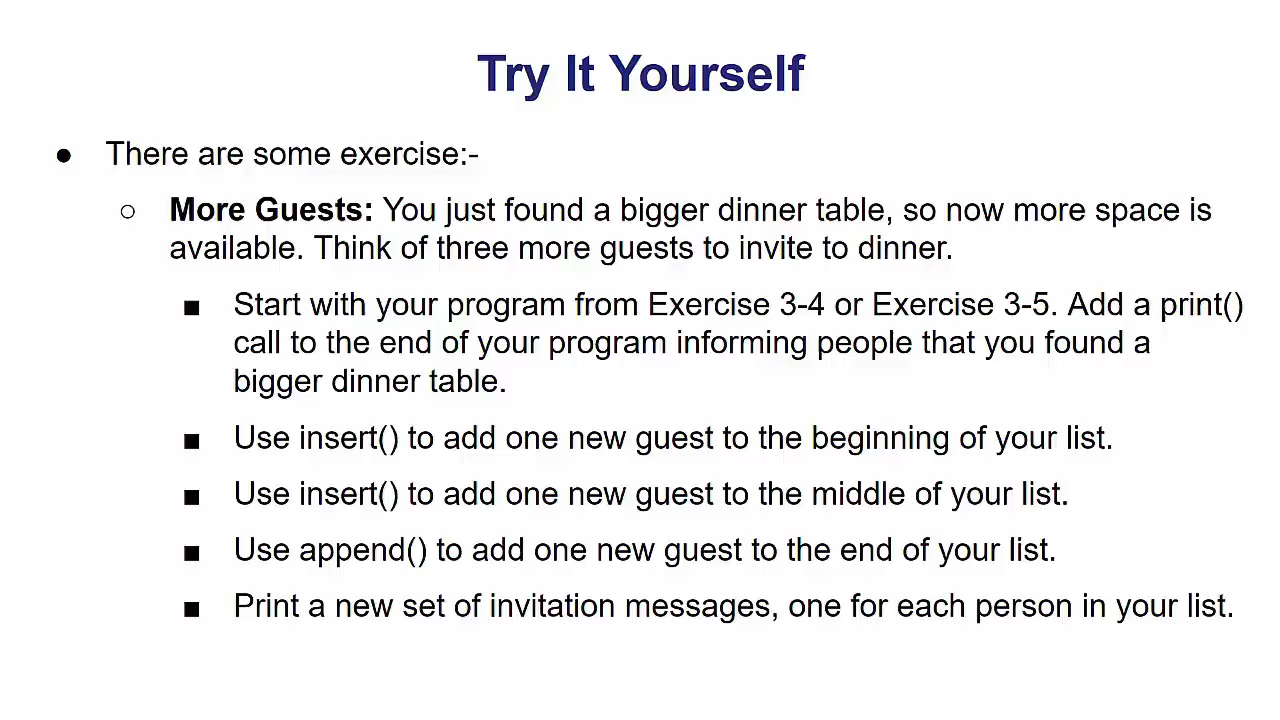 Try It Yourself
● There are some exercise:-
○ More Guests: You just found a bigger dinner table, so now more space is
available. Think of three more guests to invite to dinner.
■ Start with your program from Exercise 3-4 or Exercise 3-5. Add a print()
call to the end of your program informing people that you found a
bigger dinner table.
■ Use insert() to add one new guest to the beginning of your list.
■ Use insert() to add one new guest to the middle of your list.
■ Use append() to add one new guest to the end of your list.
■ Print a new set of invitation messages, one for each person in your list.